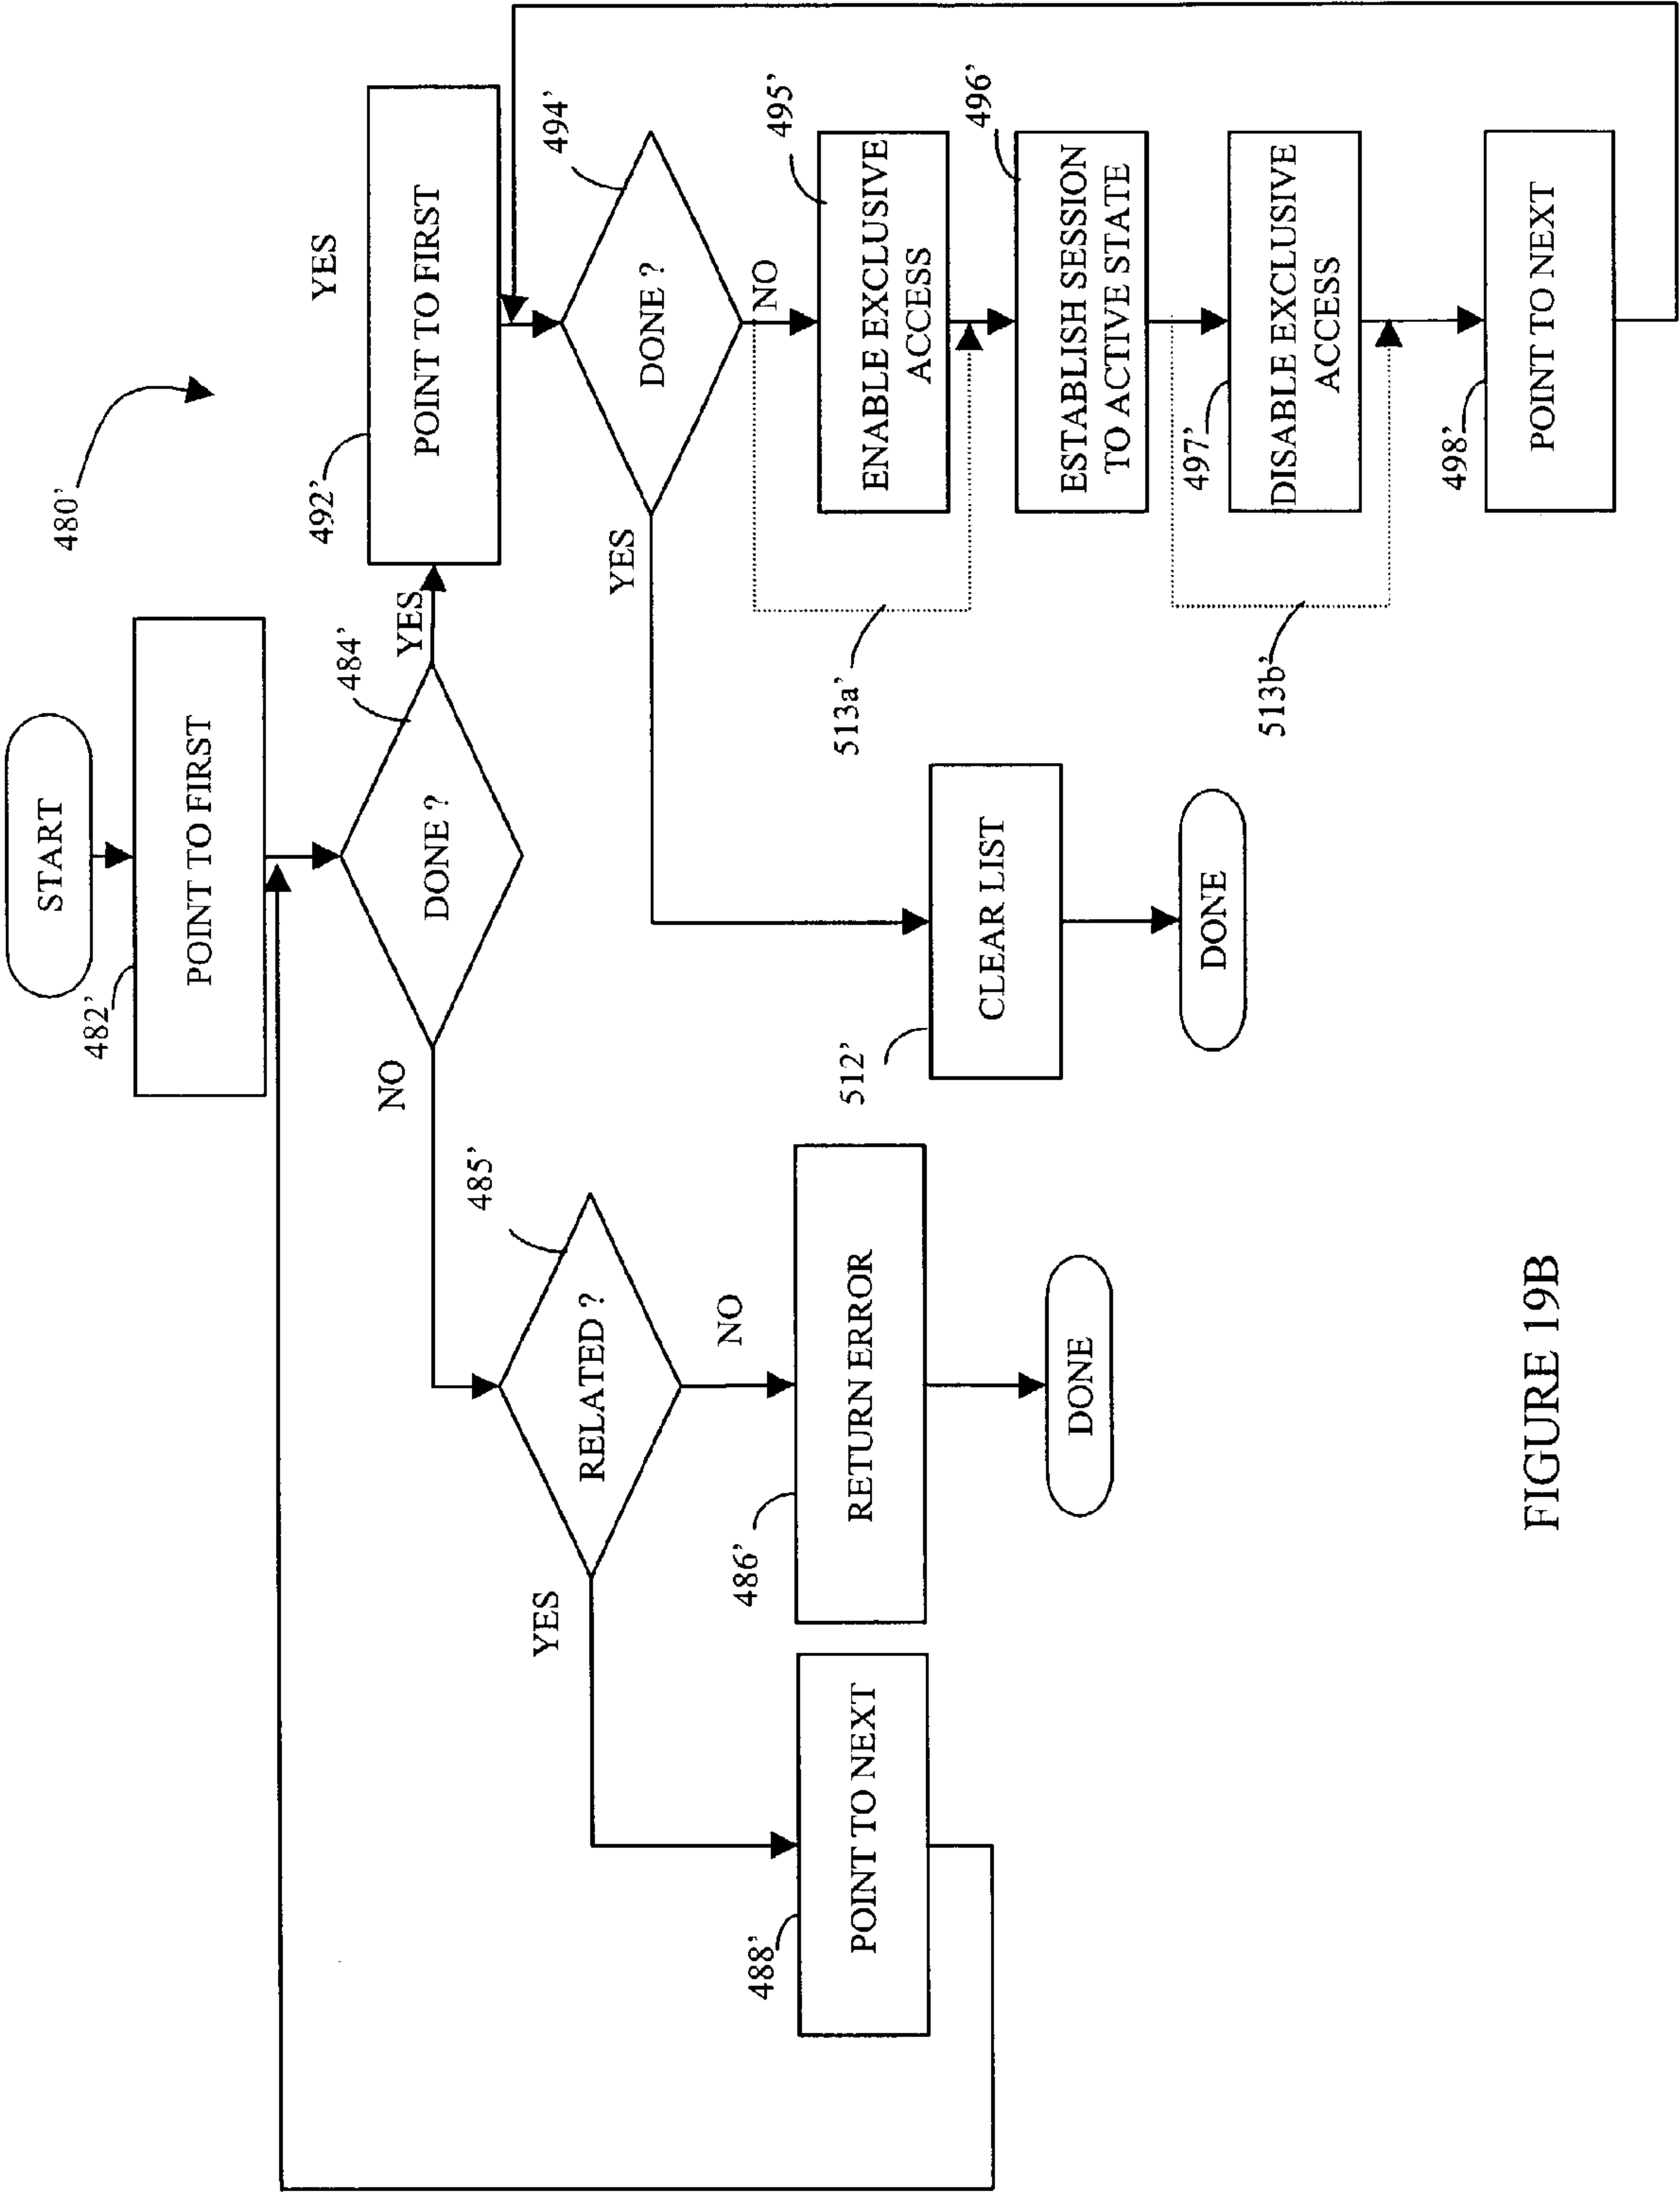 START
482’
POINT TO FIRST
480’
484’
DONE ?
YES
NO
492’
YES
POINT TO FIRST
494’
DONE ?
YES
NO
495’
ENABLE EXCLUSIVE
ACCESS
496’
ESTABLISH SESSION
TO ACTIVE STATE
497’
DISABLE EXCLUSIVE
ACCESS
498’
POINT TO NEXT
513a’
513b’
512’
CLEAR LIST
DONE
485’
RELATED ?
YES
NO
486’
RETURN ERROR
DONE
488’
POINT TO NEXT
FIGURE 19B